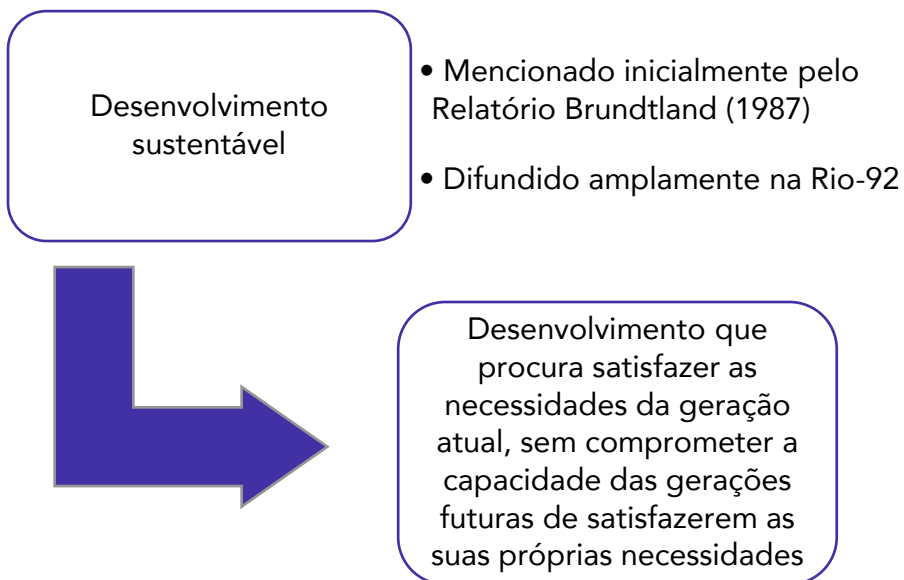 Desenvolvimento
sustentável
• Mencionado inicialmente pelo
Relatório Brundtland (1987)
• Difundido amplamente na Rio-92
Desenvolvimento que
procura satisfazer as
necessidades da geração
atual, sem comprometer a
capacidade das gerações
futuras de satisfazerem as
suas próprias necessidades